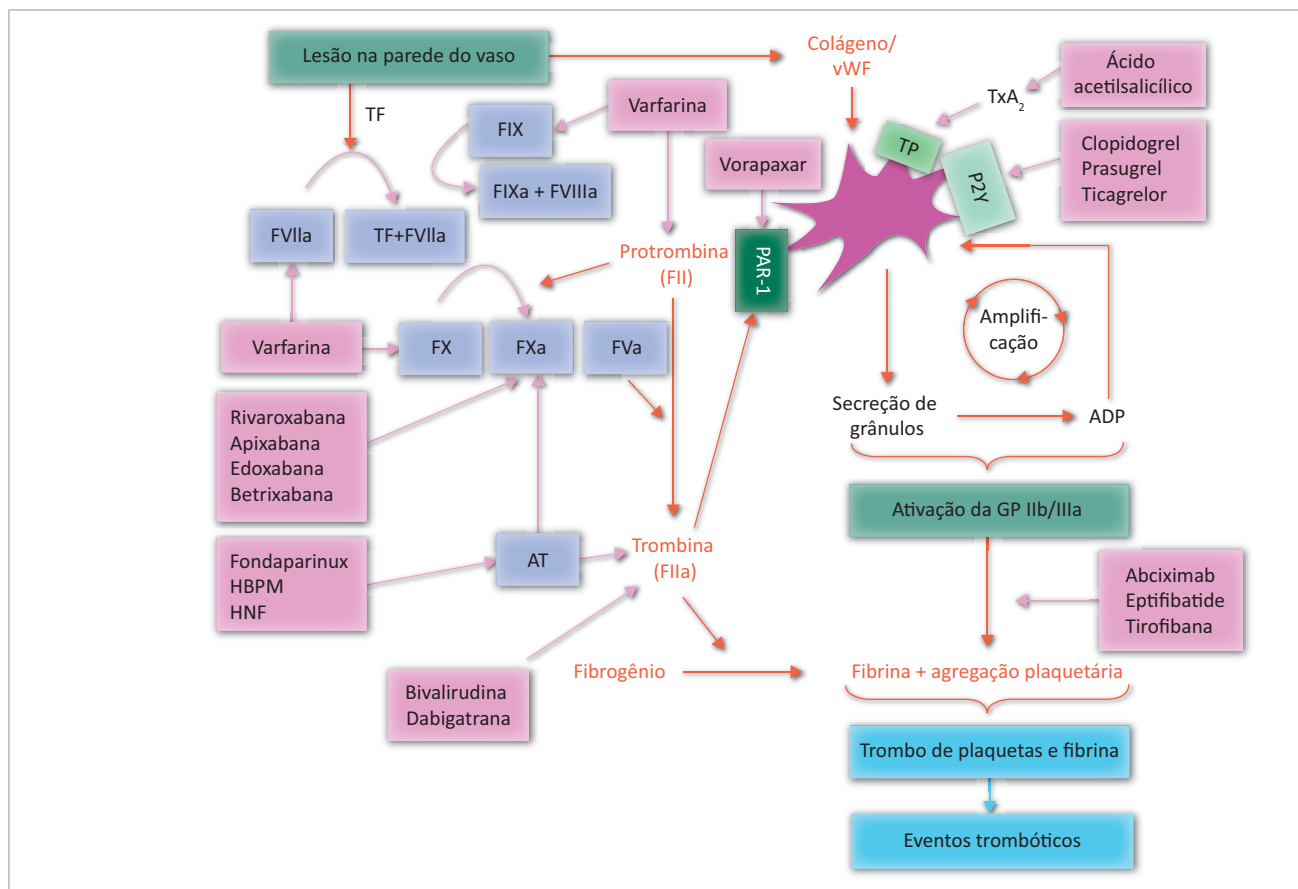 Lesão na parede do vaso
Colágeno/
vWF
Ácido
acetilsalicílico
TxA₂
TF
Varfarina
FIX
TP
P2Y
Clopidogrel
Prasugrel
Ticagrelor
Vorapaxar
FIXa + FVIIIa
FVIIa
TF+FVIIa
Protrombina
(FII)
PAR-1
Amplifi-
cação
Varfarina
FX
FXa
FVa
Rivaroxabana
Apixabana
Edoxabana
Betrixabana
Secreção de
grânulos
ADP
Ativação da GP IIb/IIIa
Fondaparinux
HBPM
HNF
AT
Trombina
(FIIa)
Abciximab
Eptifibatide
Tirofibana
Fibrogênio
Fibrina + agregação plaquetária
Bivalirudina
Dabigatrana
Trombo de plaquetas e fibrina
Eventos trombóticos